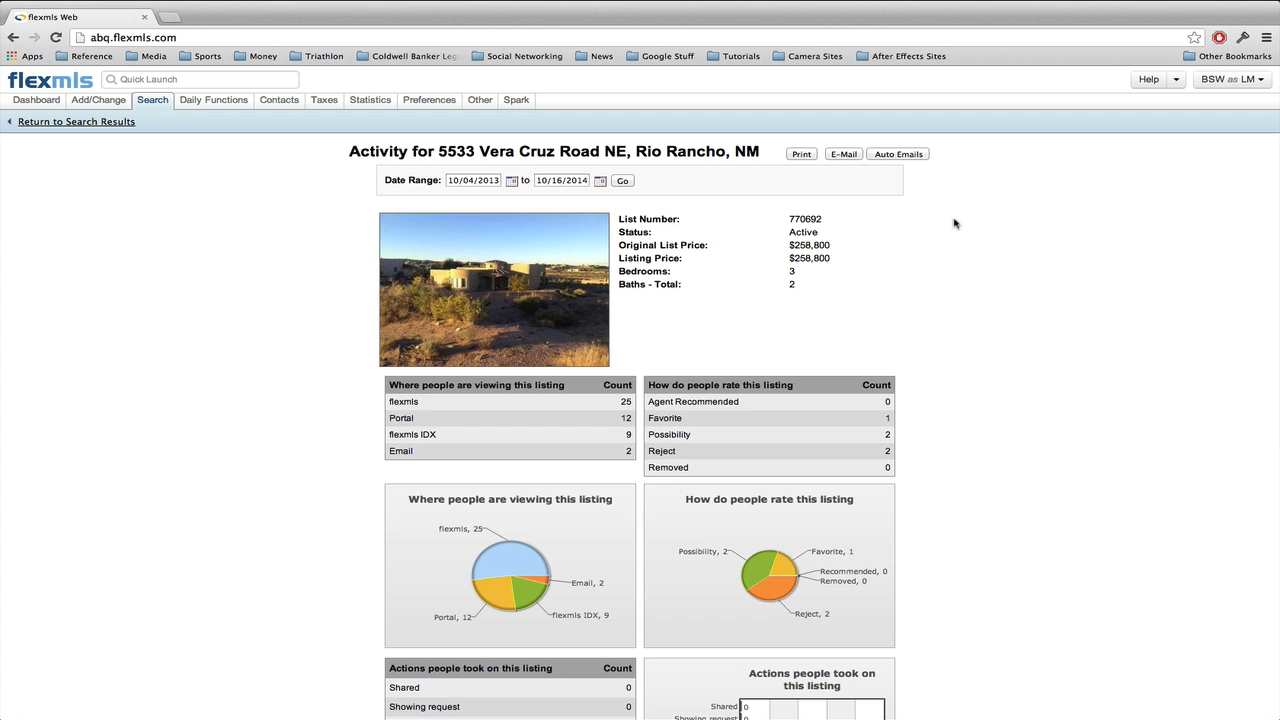 flexmls Web
abq.flexmls.com
Apps Reference Media Sports Money Triathlon Coldwell Banker Leg Social Networking News Google Stuff Tutorials Camera Sites After Effects Sites Other Bookmarks
flexmls Quick Launch Help BSW as LM
Dashboard Add/Change Search Daily Functions Contacts Taxes Statistics Preferences Other Spark
Return to Search Results
Activity for 5533 Vera Cruz Road NE, Rio Rancho, NM Print E-Mail Auto Emails
Date Range: 10/04/2013 to 10/16/2014 Go
List Number: 770692
Status: Active
Original List Price: $258,800
Listing Price: $258,800
Bedrooms: 3
Baths - Total: 2
Where people are viewing this listing Count
flexmls 25
Portal 12
flexmls IDX 9
Email 2
How do people rate this listing Count
Agent Recommended 0
Favorite 1
Possibility 2
Reject 2
Removed 0
Where people are viewing this listing
flexmls, 25
Email, 2
Portal, 12
flexmls IDX, 9
How do people rate this listing
Possibility, 2
Favorite, 1
Recommended, 0
Removed, 0
Reject, 2
Actions people took on this listing Count
Shared 0
Showing request 0
Actions people took on
this listing
Shared 0
Showing request 0